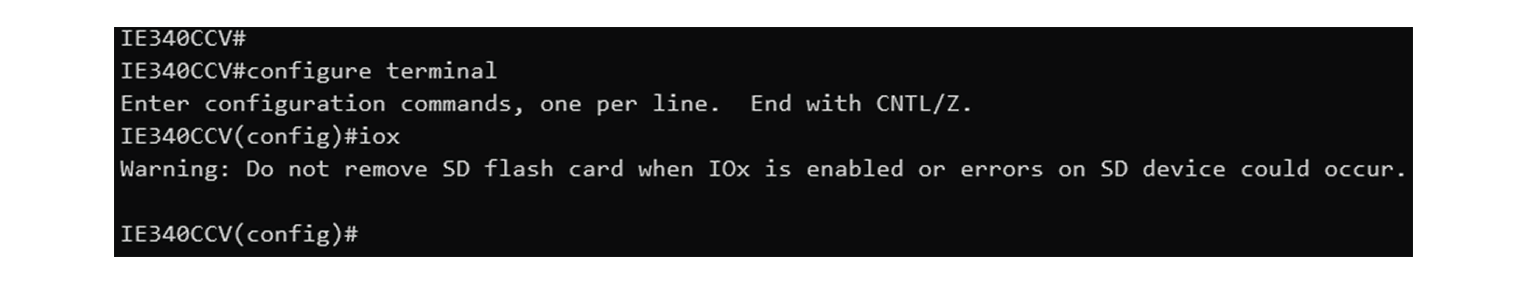 IE340CCV#
IE340CCV#configure terminal
Enter configuration commands, one per line.  End with CNTL/Z.
IE340CCV(config)#iox
Warning: Do not remove SD flash card when IOx is enabled or errors on SD device could occur.
IE340CCV(config)#